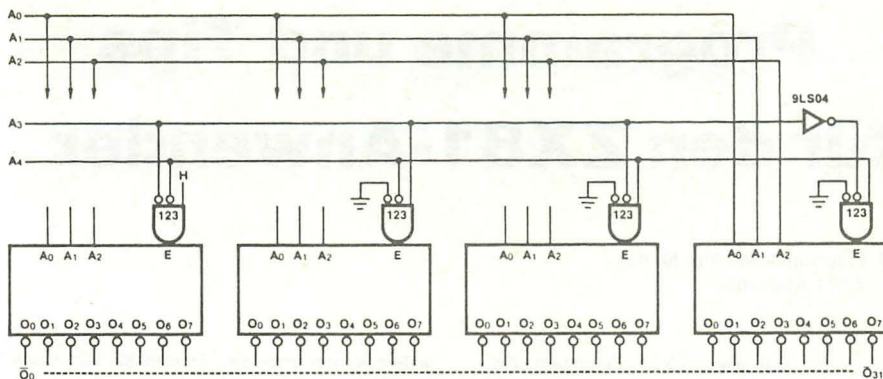 A0
A1
A2
9LS04
A3
A4
H
123 123 123 123
A0 A1 A2 E A0 A1 A2 E A0 A1 A2 E A0 A1 A2 E
O0 O1 O2 O3 O4 O5 O6 O7 O0 O1 O2 O3 O4 O5 O6 O7 O0 O1 O2 O3 O4 O5 O6 O7 O0 O1 O2 O3 O4 O5 O6 O7
Ō0 Ō31